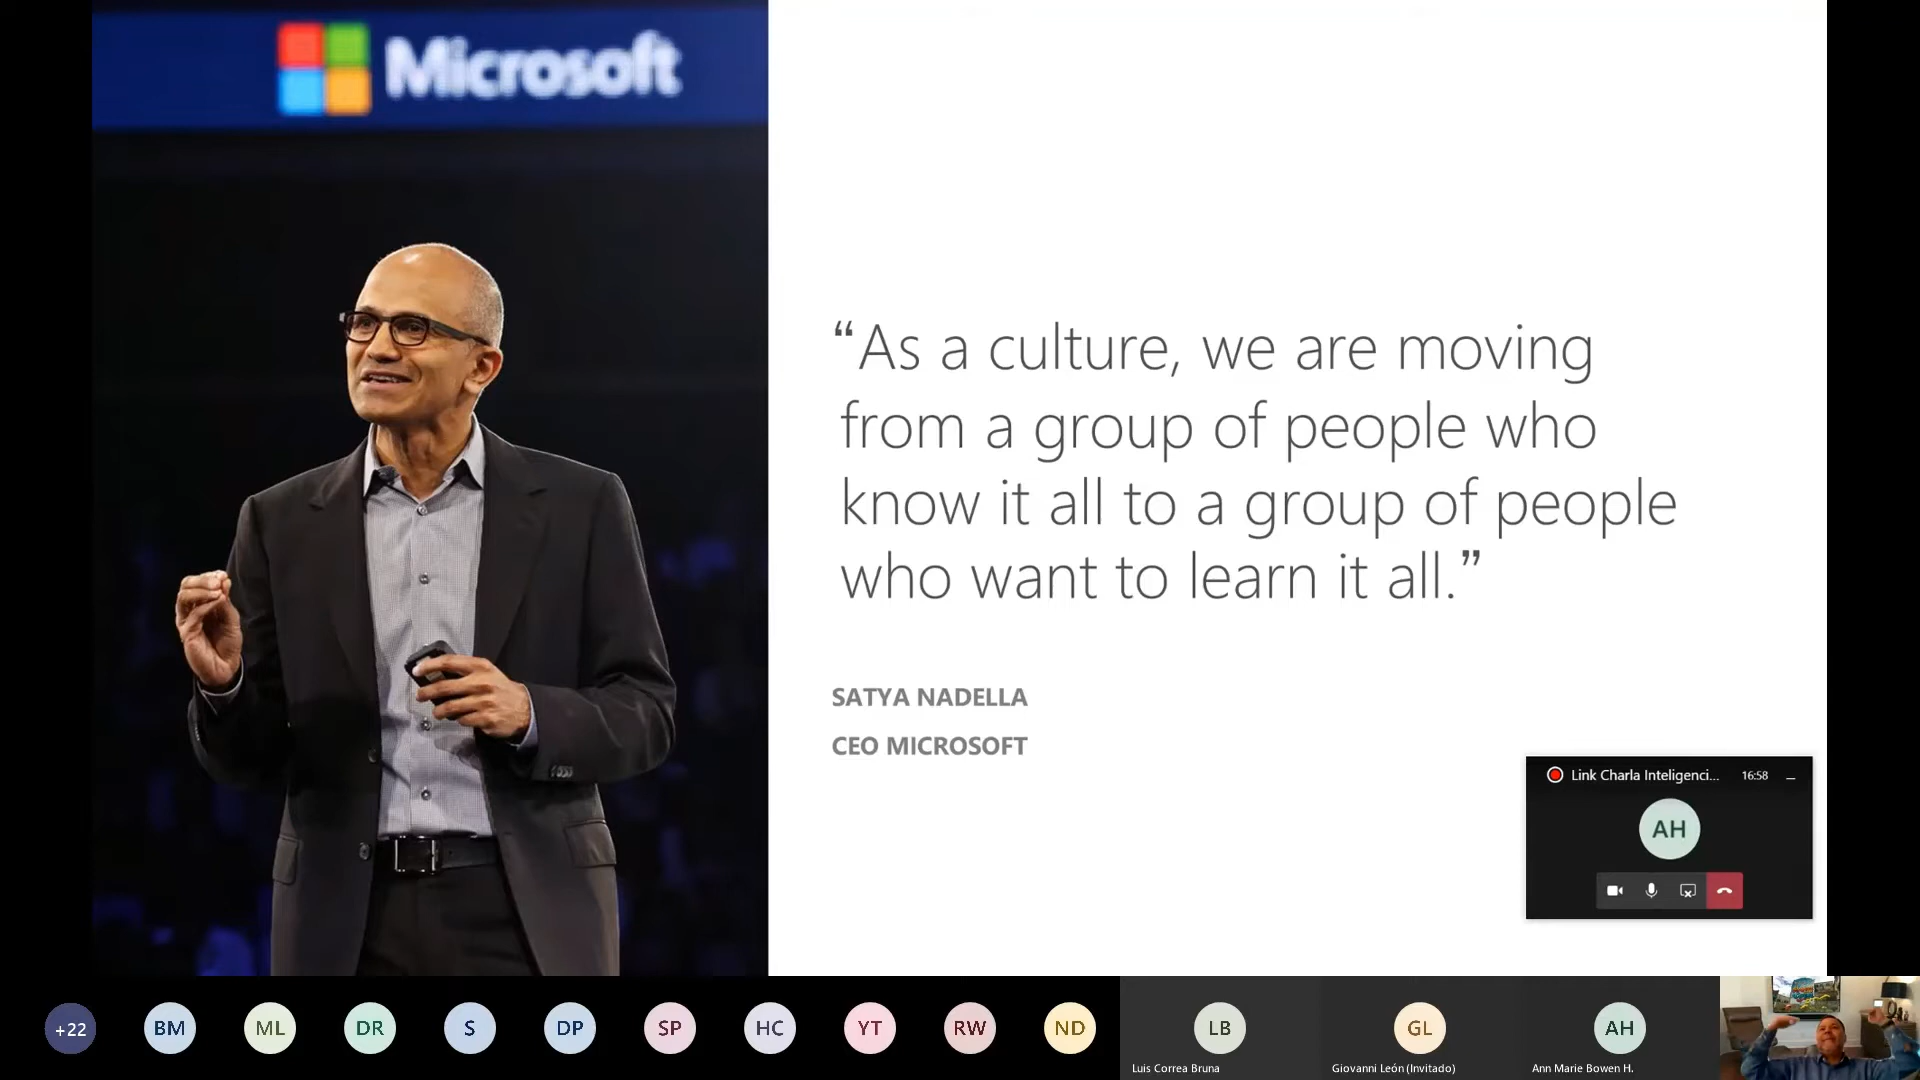 Microsoft
“As a culture, we are moving
from a group of people who
know it all to a group of people
who want to learn it all.”
SATYA NADELLA
CEO MICROSOFT
Link Charla Inteligenci... 16:58
AH
+22 BM ML DR S DP SP HC YT RW ND LB GL AH
Luis Correa Bruna Giovanni León (Invitado) Ann Marie Bowen H.